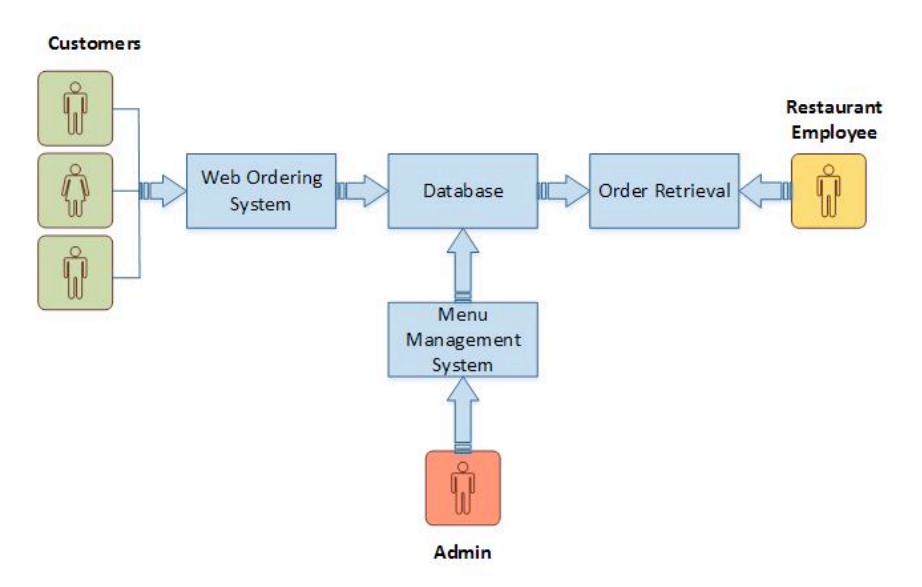 Customers
Restaurant
Employee
Web Ordering
System
Database
Order Retrieval
Menu
Management
System
Admin